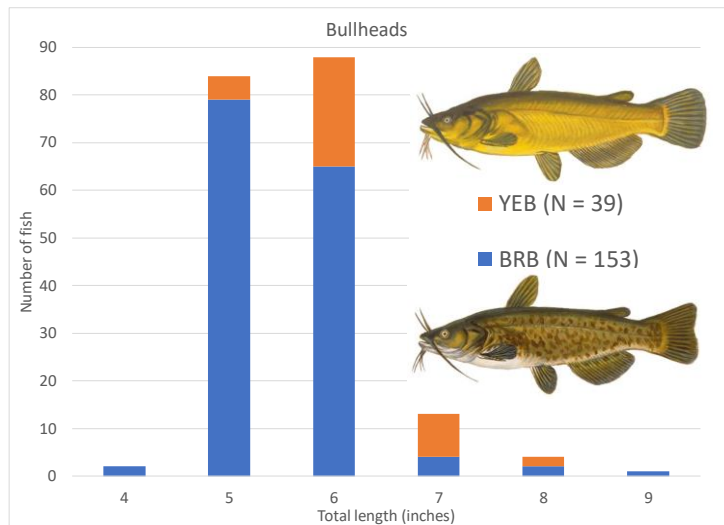 Bullheads
90
80
70
60
50
40
30
20
10
0
Number of fish
YEB (N = 39)
BRB (N = 153)
4 5 6 7 8 9
Total length (inches)